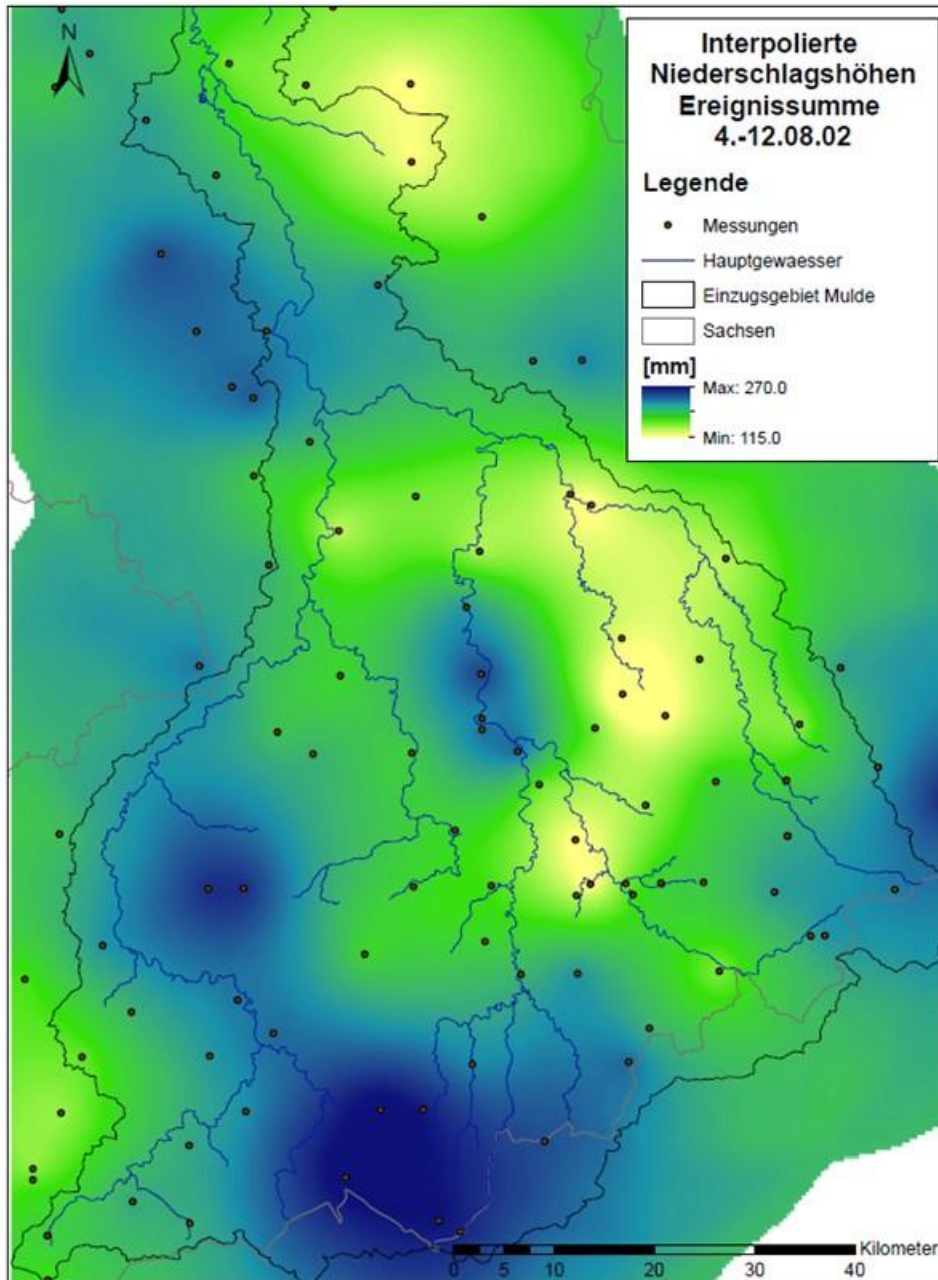 N
Interpolierte
Niederschlagshöhen
Ereignissumme
4.-12.08.02
Legende
Messungen
Hauptgewaesser
Einzugsgebiet Mulde
Sachsen
[mm]
Max: 270.0
Min: 115.0
Kilometer
0 5 10 20 30 40